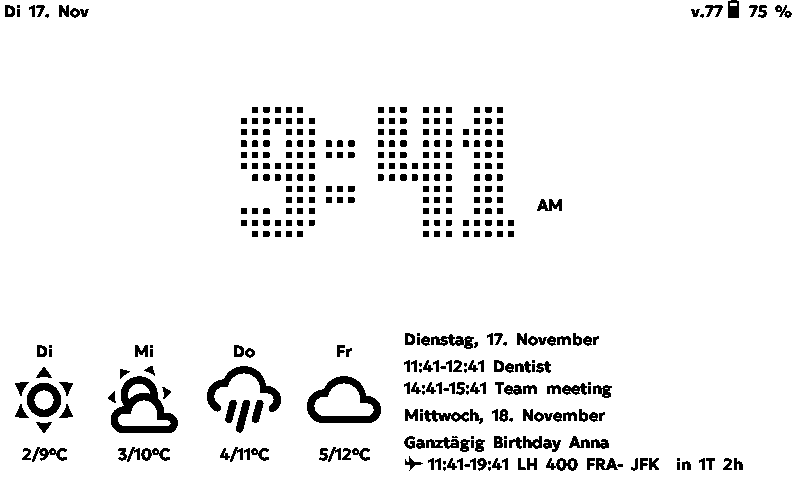 Di 17. Nov
v.77 75 %
9:41 AM
Di Mi Do Fr
2/9°C 3/10°C 4/11°C 5/12°C
Dienstag, 17. November
11:41-12:41 Dentist
14:41-15:41 Team meeting
Mittwoch, 18. November
Ganztägig Birthday Anna
11:41-19:41 LH 400 FRA- JFK in 1T 2h